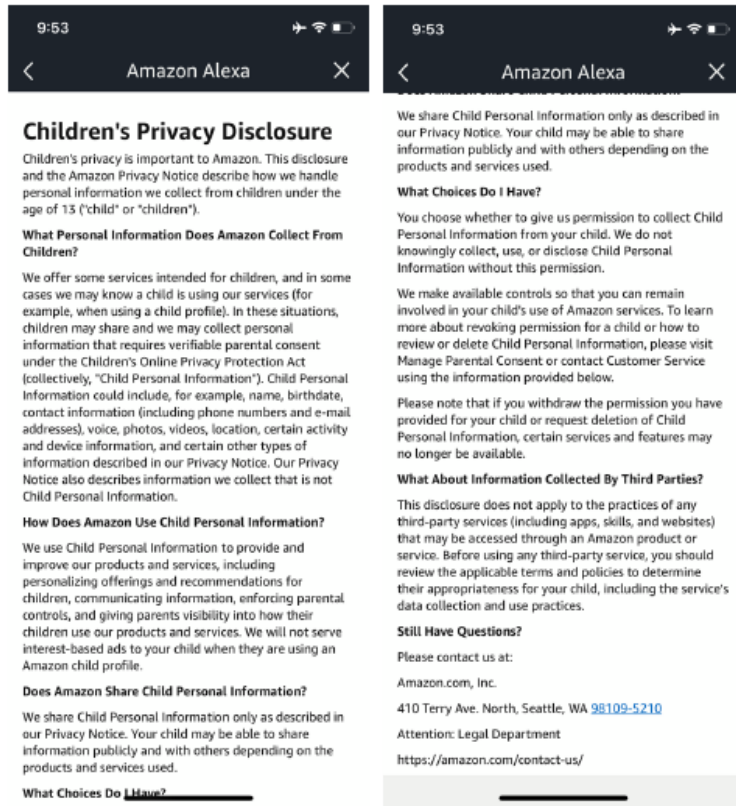 9:53
Amazon Alexa
Children's Privacy Disclosure
Children's privacy is important to Amazon. This disclosure
and the Amazon Privacy Notice describe how we handle
personal information we collect from children under the
age of 13 ("child" or "children").
What Personal Information Does Amazon Collect From
Children?
We offer some services intended for children, and in some
cases we may know a child is using our services (for
example, when using a child profile). In these situations,
children may share and we may collect personal
information that requires verifiable parental consent
under the Children's Online Privacy Protection Act
(collectively, "Child Personal Information"). Child Personal
Information could include, for example, name, birthdate,
contact information (including phone numbers and e-mail
addresses), voice, photos, videos, location, certain activity
and device information, and certain other types of
information described in our Privacy Notice. Our Privacy
Notice also describes information we collect that is not
Child Personal Information.
How Does Amazon Use Child Personal Information?
We use Child Personal Information to provide and
improve our products and services, including
personalizing offerings and recommendations for
children, communicating information, enforcing parental
controls, and giving parents visibility into how their
children use our products and services. We will not serve
interest-based ads to your child when they are using an
Amazon child profile.
Does Amazon Share Child Personal Information?
We share Child Personal Information only as described in
our Privacy Notice. Your child may be able to share
information publicly and with others depending on the
products and services used.
What Choices Do I Have?
9:53
Amazon Alexa
Does Amazon Share Child Personal Information?
We share Child Personal Information only as described in
our Privacy Notice. Your child may be able to share
information publicly and with others depending on the
products and services used.
What Choices Do I Have?
You choose whether to give us permission to collect Child
Personal Information from your child. We do not
knowingly collect, use, or disclose Child Personal
Information without this permission.
We make available controls so that you can remain
involved in your child's use of Amazon services. To learn
more about revoking permission for a child or how to
review or delete Child Personal Information, please visit
Manage Parental Consent or contact Customer Service
using the information provided below.
Please note that if you withdraw the permission you have
provided for your child or request deletion of Child
Personal Information, certain services and features may
no longer be available.
What About Information Collected By Third Parties?
This disclosure does not apply to the practices of any
third-party services (including apps, skills, and websites)
that may be accessed through an Amazon product or
service. Before using any third-party service, you should
review the applicable terms and policies to determine
their appropriateness for your child, including the service's
data collection and use practices.
Still Have Questions?
Please contact us at:
Amazon.com, Inc.
410 Terry Ave. North, Seattle, WA 98109-5210
Attention: Legal Department
https://amazon.com/contact-us/